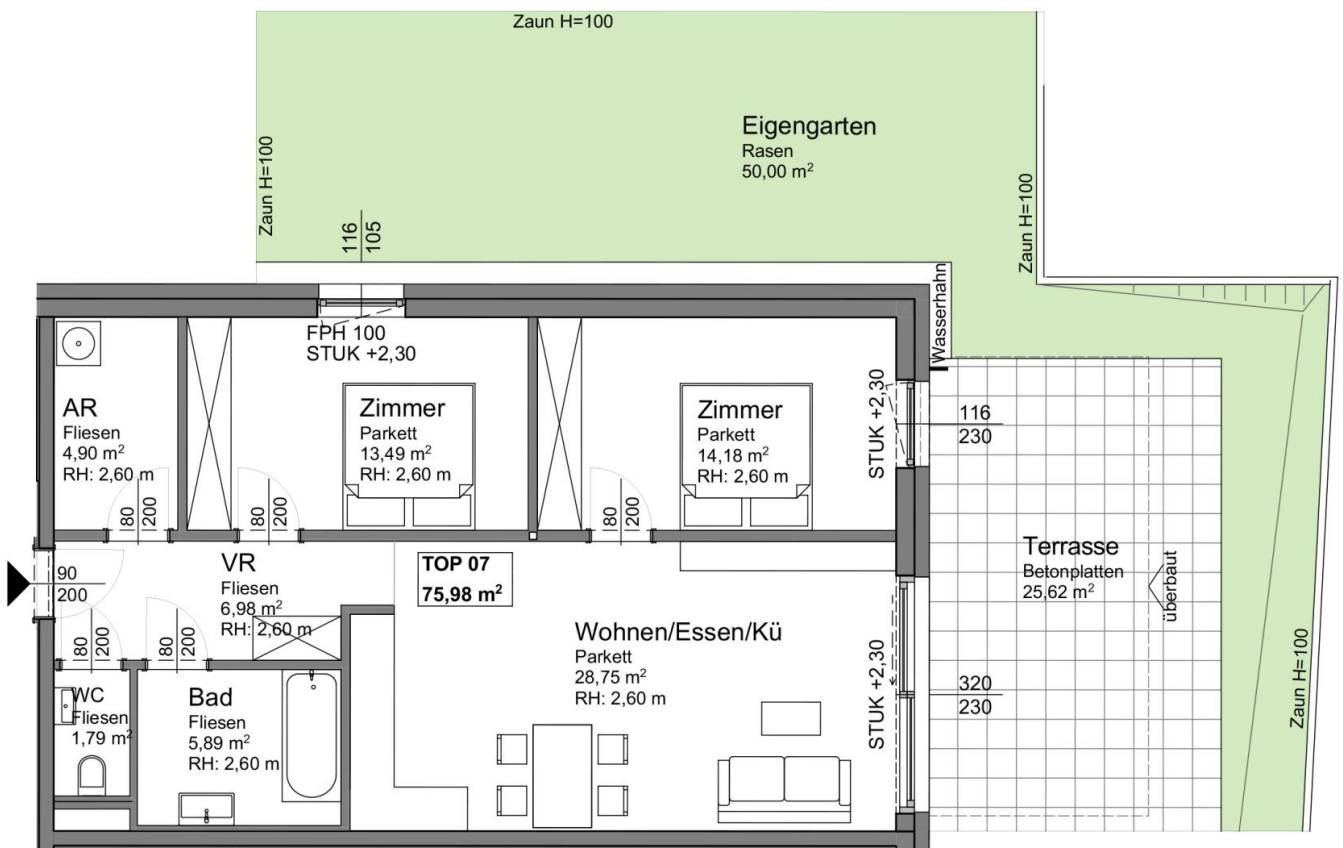 Zaun H=100
Zaun H=100
Eigengarten
Rasen
50,00 m²
Zaun H=100
116
105
Wasserhahn
FPH 100
STUK +2,30
AR
Fliesen
4,90 m²
RH: 2,60 m
Zimmer
Parkett
13,49 m²
RH: 2,60 m
Zimmer
Parkett
14,18 m²
RH: 2,60 m
STUK +2,30
116
230
80
200
80
200
80
200
90
200
VR
Fliesen
6,98 m²
RH: 2,60 m
TOP 07
75,98 m²
Terrasse
Betonplatten
25,62 m²
überbaut
80
200
80
200
Wohnen/Essen/Kü
Parkett
28,75 m²
RH: 2,60 m
STUK +2,30
320
230
Zaun H=100
WC
Fliesen
1,79 m²
Bad
Fliesen
5,89 m²
RH: 2,60 m